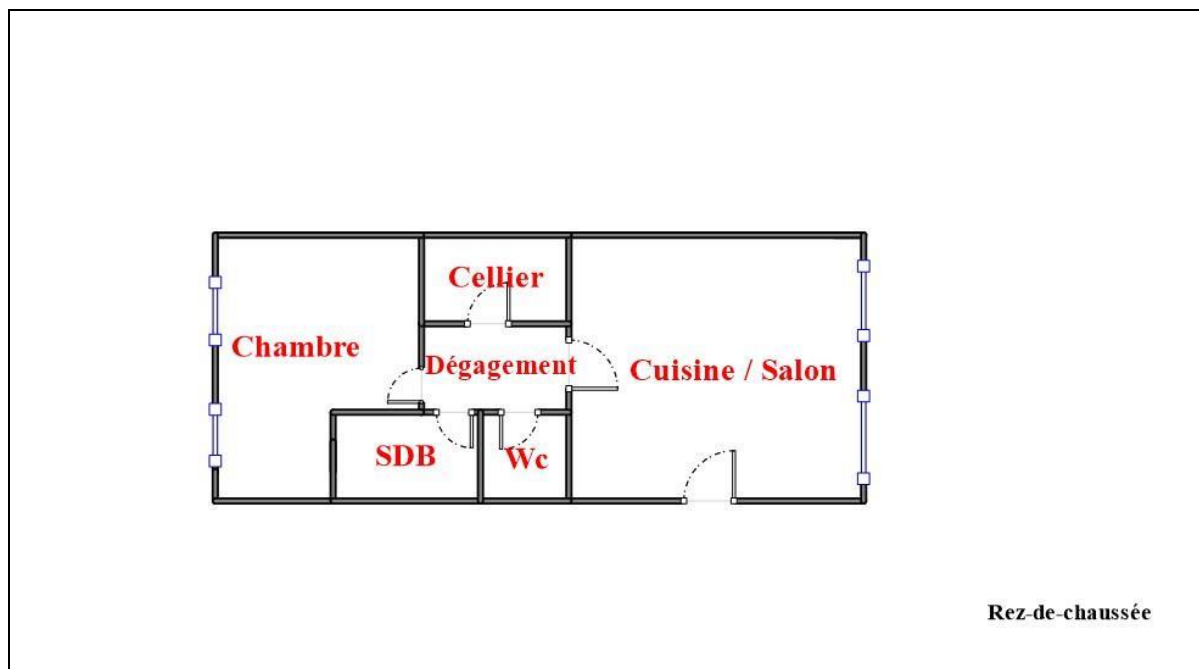 Cellier
Chambre
Dégagement
Cuisine / Salon
SDB
Wc
Rez-de-chaussée